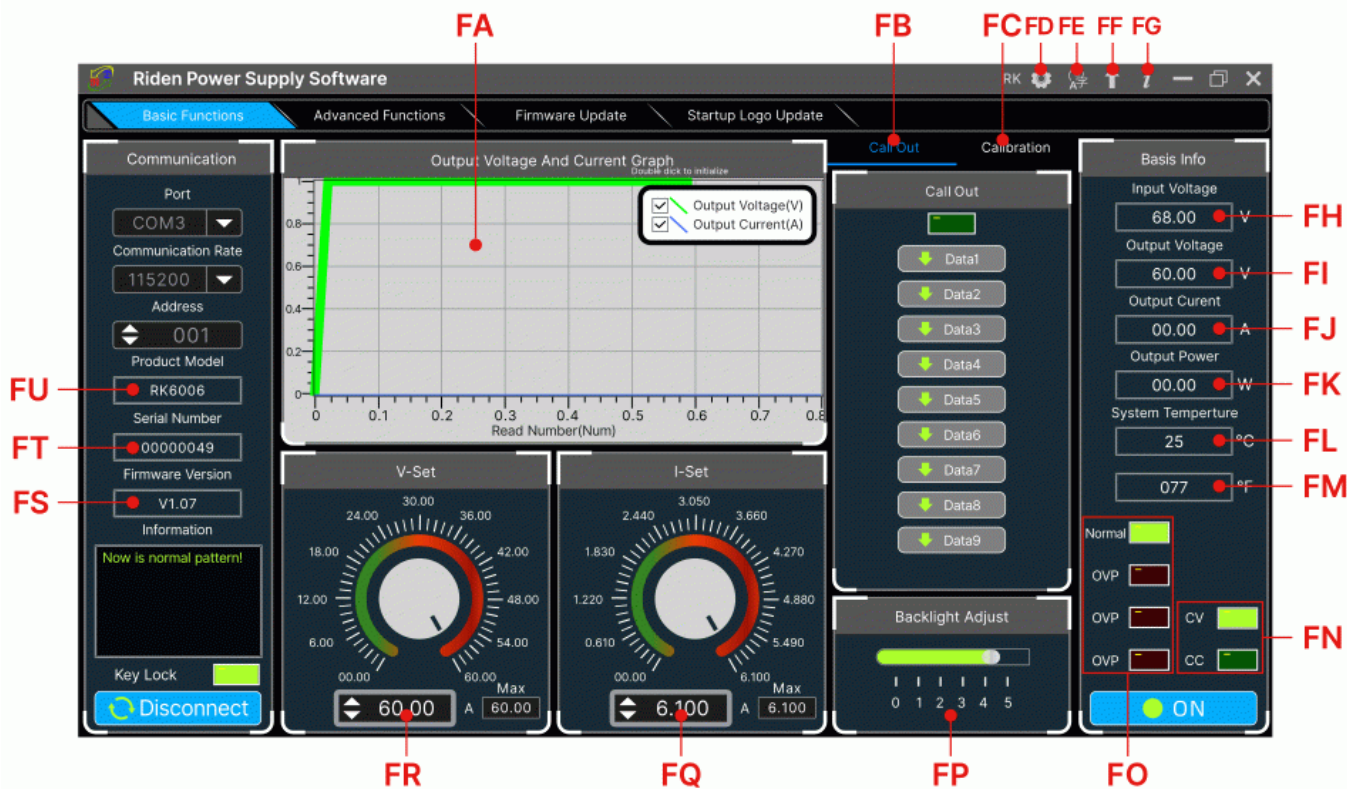 FA
FB
FC
FD
FE
FF
FG
Riden Power Supply Software
RK
Basic Functions
Advanced Functions
Firmware Update
Startup Logo Update
Communication
Port
COM3
Communication Rate
115200
Address
001
Product Model
FU
RK6006
Serial Number
FT
00000049
Firmware Version
FS
V1.07
Information
Now is normal pattern!
Key Lock
Disconnect
Output Voltage And Current Graph
Double dick to initialize
Output Voltage(V)
Output Current(A)
1
0.8
0.6
0.4
0.2
0
0 0.1 0.2 0.3 0.4 0.5 0.6 0.7 0.8
Read Number(Num)
V-Set
30.00
24.00
36.00
18.00
42.00
12.00
48.00
6.00
54.00
00.00
60.00
Max
60.00
A
60.00
FR
I-Set
3.050
2.440
3.660
1.830
4.270
1.220
4.880
0.610
5.490
00.00
6.100
Max
6.100
A
6.100
FQ
Call Out
Calibration
Call Out
Data1
Data2
Data3
Data4
Data5
Data6
Data7
Data8
Data9
Backlight Adjust
0 1 2 3 4 5
FP
Basis Info
Input Voltage
68.00
V
FH
Output Voltage
60.00
V
FI
Output Curent
00.00
A
FJ
Output Power
00.00
W
FK
System Temperture
25
°C
FL
077
°F
FM
Normal
OVP
OVP
CV
OVP
CC
FN
ON
FO